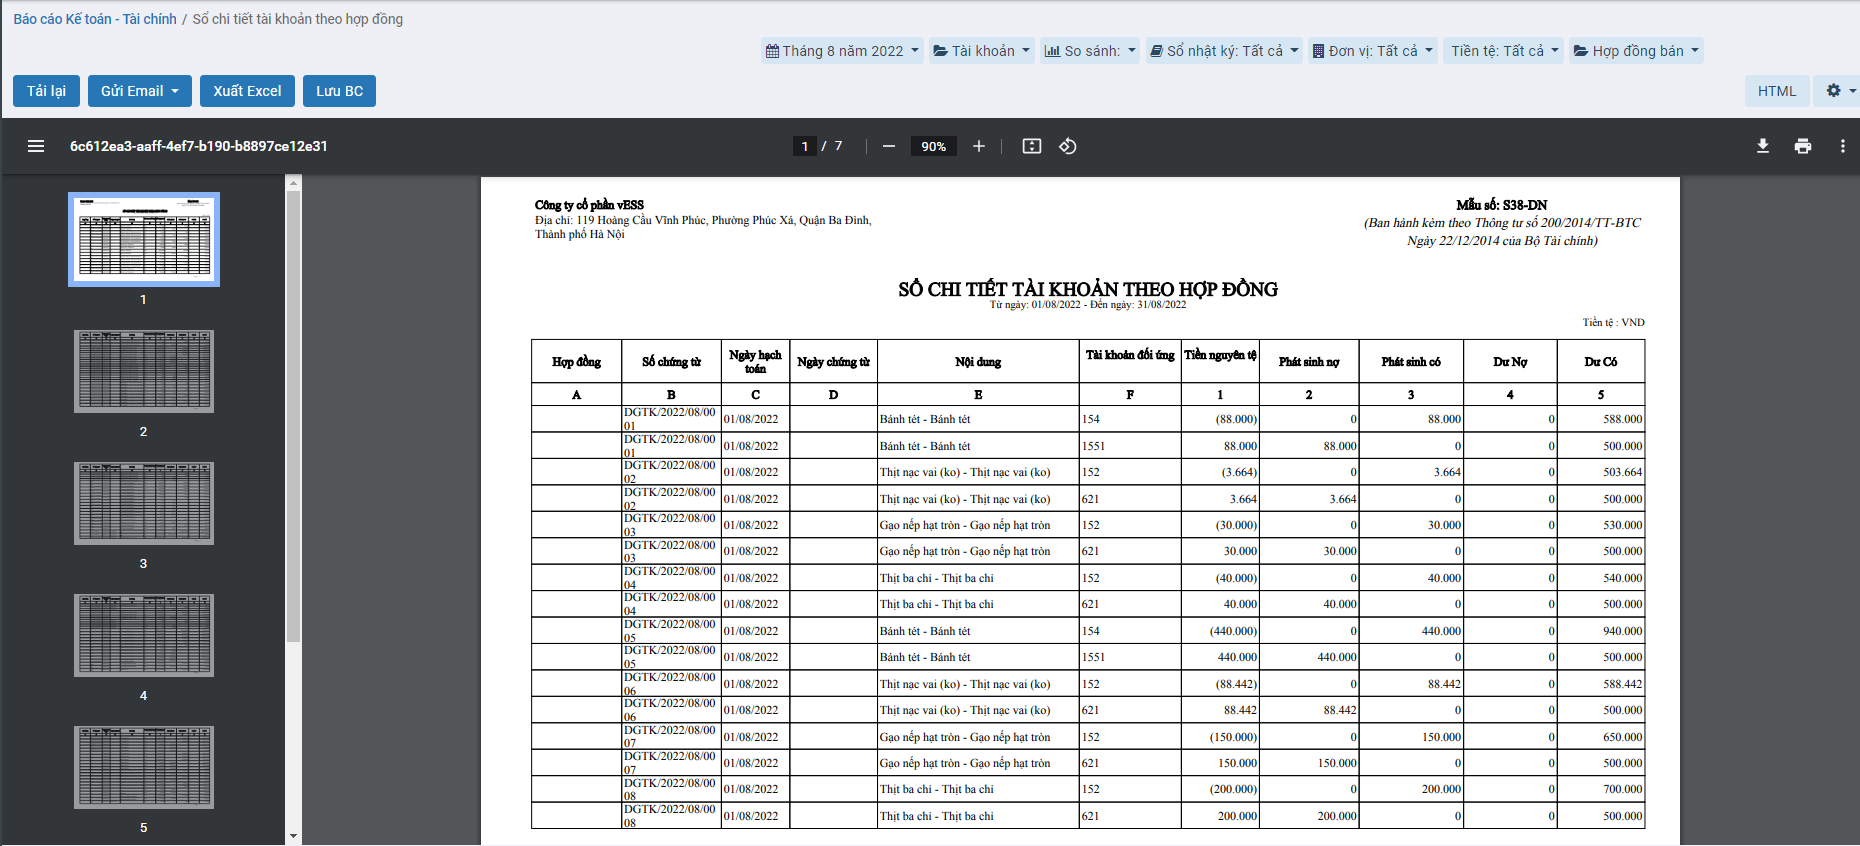 Báo cáo Kế toán - Tài chính / Sổ chi tiết tài khoản theo hợp đồng
Tháng 8 năm 2022 Tài khoản So sánh: Sổ nhật ký: Tất cả Đơn vị: Tất cả Tiền tệ: Tất cả Hợp đồng bán
Tải lại Gửi Email Xuất Excel Lưu BC HTML
6c612ea3-aaff-4ef7-b190-b8897ce12e31 1 / 7 90%
1
2
3
4
5
Công ty cổ phần vESS
Địa chỉ: 119 Hoàng Cầu Vĩnh Phúc, Phường Phúc Xá, Quận Ba Đình,
Thành phố Hà Nội
Mẫu số: S38-DN
(Ban hành kèm theo Thông tư số 200/2014/TT-BTC
Ngày 22/12/2014 của Bộ Tài chính)
SỔ CHI TIẾT TÀI KHOẢN THEO HỢP ĐỒNG
Từ ngày: 01/08/2022 - Đến ngày: 31/08/2022
Tiền tệ : VND
Hợp đồng Số chứng từ Ngày hạch toán Ngày chứng từ Nội dung Tài khoản đối ứng Tiền nguyên tệ Phát sinh nợ Phát sinh có Dư Nợ Dư Có
A B C D E F 1 2 3 4 5
DGTK/2022/08/0001 01/08/2022 Bánh tét - Bánh tét 154 (88.000) 0 88.000 0 588.000
DGTK/2022/08/0001 01/08/2022 Bánh tét - Bánh tét 1551 88.000 88.000 0 0 500.000
DGTK/2022/08/0002 01/08/2022 Thịt nạc vai (ko) - Thịt nạc vai (ko) 152 (3.664) 0 3.664 0 503.664
DGTK/2022/08/0002 01/08/2022 Thịt nạc vai (ko) - Thịt nạc vai (ko) 621 3.664 3.664 0 0 500.000
DGTK/2022/08/0003 01/08/2022 Gạo nếp hạt tròn - Gạo nếp hạt tròn 152 (30.000) 0 30.000 0 530.000
DGTK/2022/08/0003 01/08/2022 Gạo nếp hạt tròn - Gạo nếp hạt tròn 621 30.000 30.000 0 0 500.000
DGTK/2022/08/0004 01/08/2022 Thịt ba chỉ - Thịt ba chỉ 152 (40.000) 0 40.000 0 540.000
DGTK/2022/08/0004 01/08/2022 Thịt ba chỉ - Thịt ba chỉ 621 40.000 40.000 0 0 500.000
DGTK/2022/08/0005 01/08/2022 Bánh tét - Bánh tét 154 (440.000) 0 440.000 0 940.000
DGTK/2022/08/0005 01/08/2022 Bánh tét - Bánh tét 1551 440.000 440.000 0 0 500.000
DGTK/2022/08/0006 01/08/2022 Thịt nạc vai (ko) - Thịt nạc vai (ko) 152 (88.442) 0 88.442 0 588.442
DGTK/2022/08/0006 01/08/2022 Thịt nạc vai (ko) - Thịt nạc vai (ko) 621 88.442 88.442 0 0 500.000
DGTK/2022/08/0007 01/08/2022 Gạo nếp hạt tròn - Gạo nếp hạt tròn 152 (150.000) 0 150.000 0 650.000
DGTK/2022/08/0007 01/08/2022 Gạo nếp hạt tròn - Gạo nếp hạt tròn 621 150.000 150.000 0 0 500.000
DGTK/2022/08/0008 01/08/2022 Thịt ba chỉ - Thịt ba chỉ 152 (200.000) 0 200.000 0 700.000
DGTK/2022/08/0008 01/08/2022 Thịt ba chỉ - Thịt ba chỉ 621 200.000 200.000 0 0 500.000